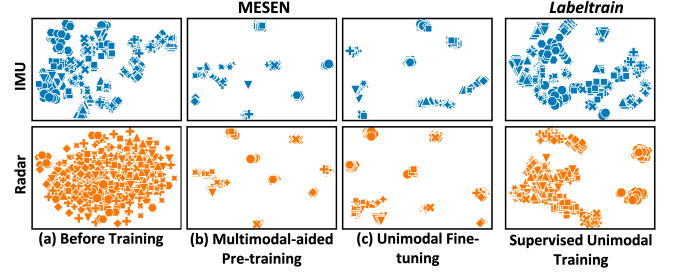 MESEN
Labeltrain
IMU
Radar
(a) Before Training
(b) Multimodal-aided
Pre-training
(c) Unimodal Fine-
tuning
Supervised Unimodal
Training